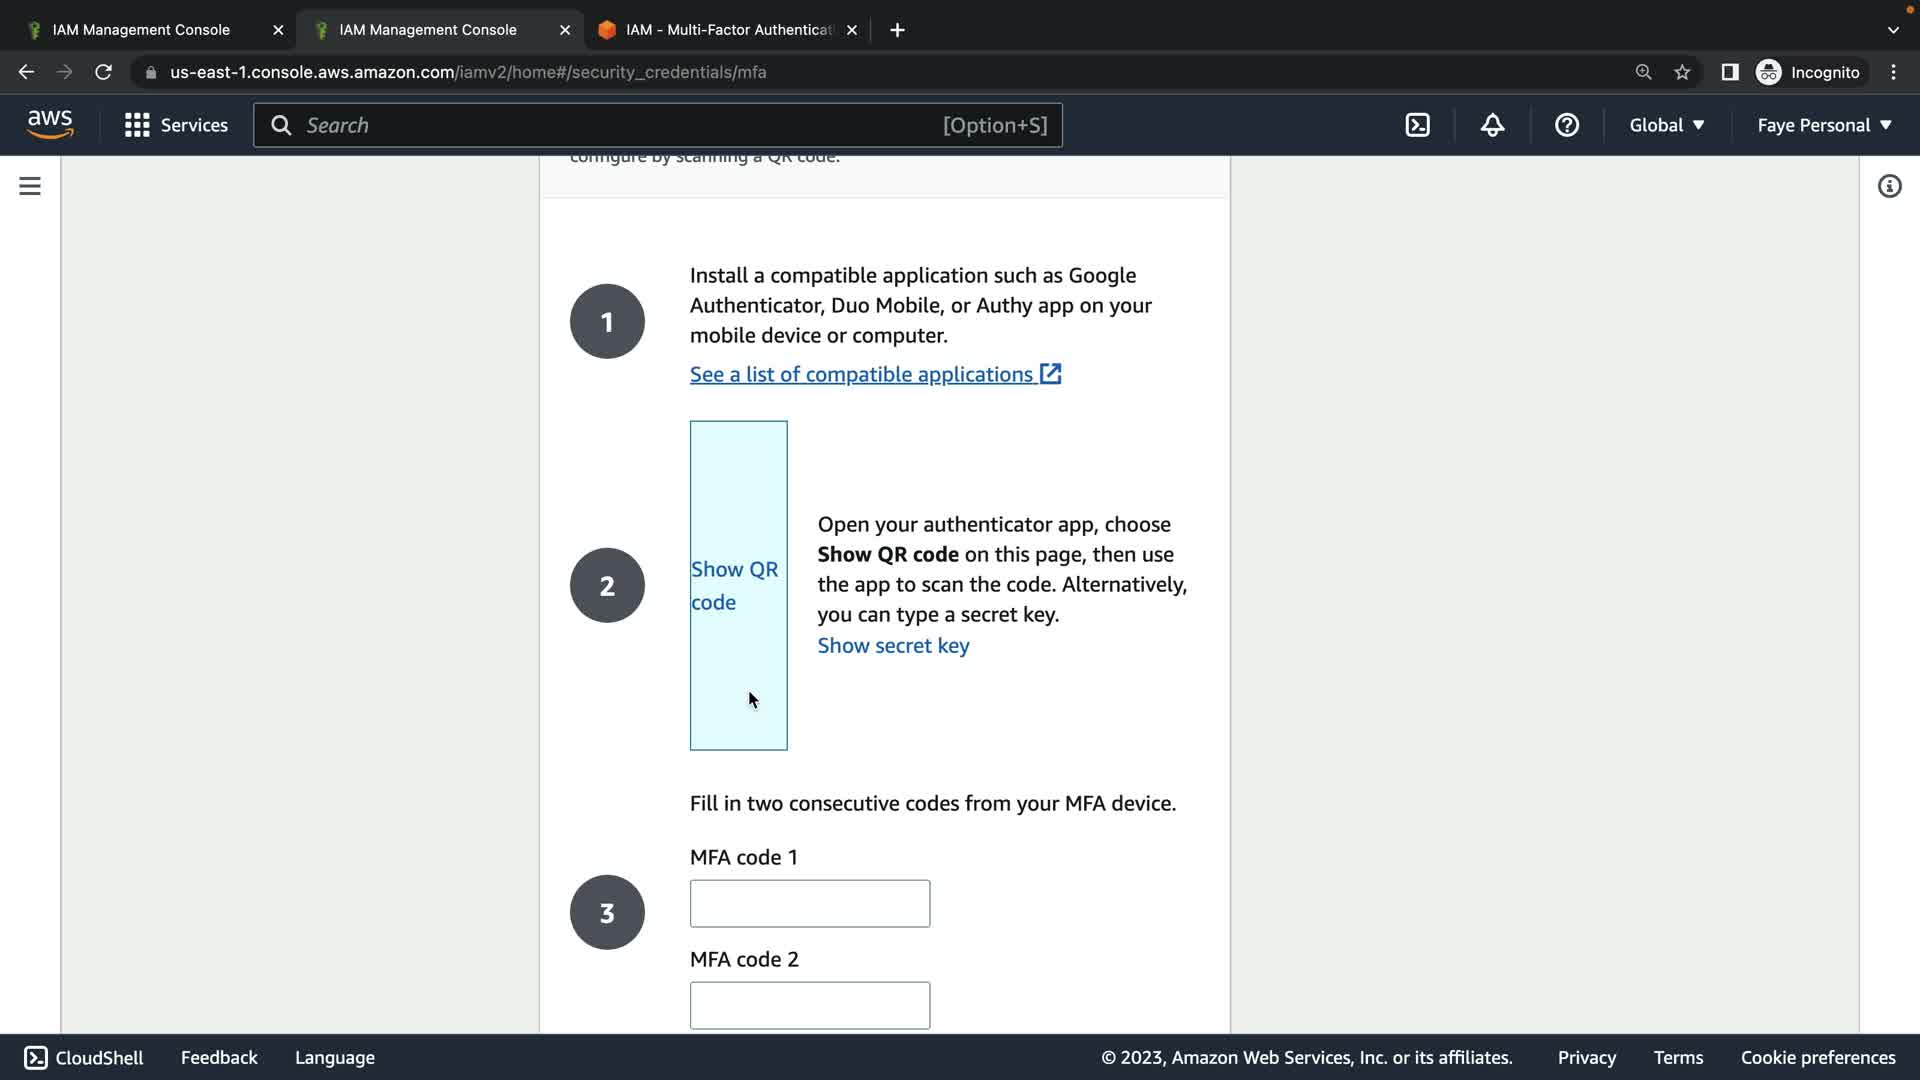 IAM Management Console
IAM Management Console
IAM - Multi-Factor Authenticat
us-east-1.console.aws.amazon.com/iamv2/home#/security_credentials/mfa
Incognito
aws
Services
Search
[Option+S]
Global
Faye Personal
configure by scanning a QR code.
1
Install a compatible application such as Google
Authenticator, Duo Mobile, or Authy app on your
mobile device or computer.
See a list of compatible applications
2
Show QR
code
Open your authenticator app, choose
Show QR code on this page, then use
the app to scan the code. Alternatively,
you can type a secret key.
Show secret key
3
Fill in two consecutive codes from your MFA device.
MFA code 1
MFA code 2
CloudShell
Feedback
Language
© 2023, Amazon Web Services, Inc. or its affiliates.
Privacy
Terms
Cookie preferences